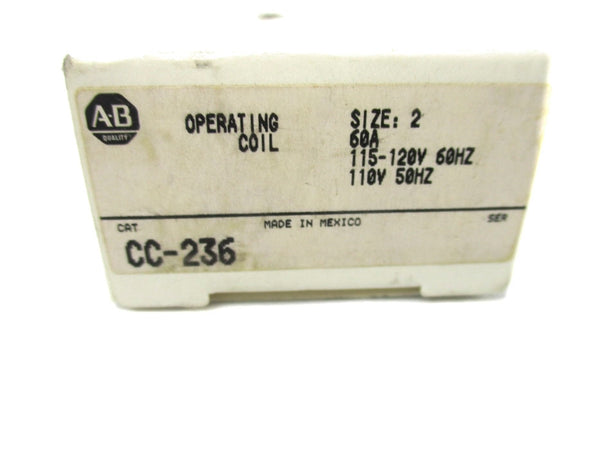 A-B
QUALITY
OPERATING
COIL
SIZE: 2
60A
115-120V 60HZ
110V 50HZ
CAT
MADE IN MEXICO
SER
CC-236